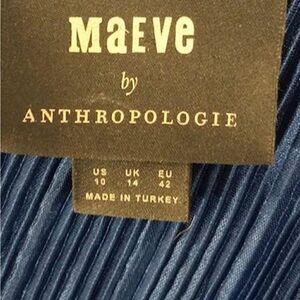 MaEVe
by
ANTHROPOLOGIE
US UK EU
10 14 42
MADE IN TURKEY